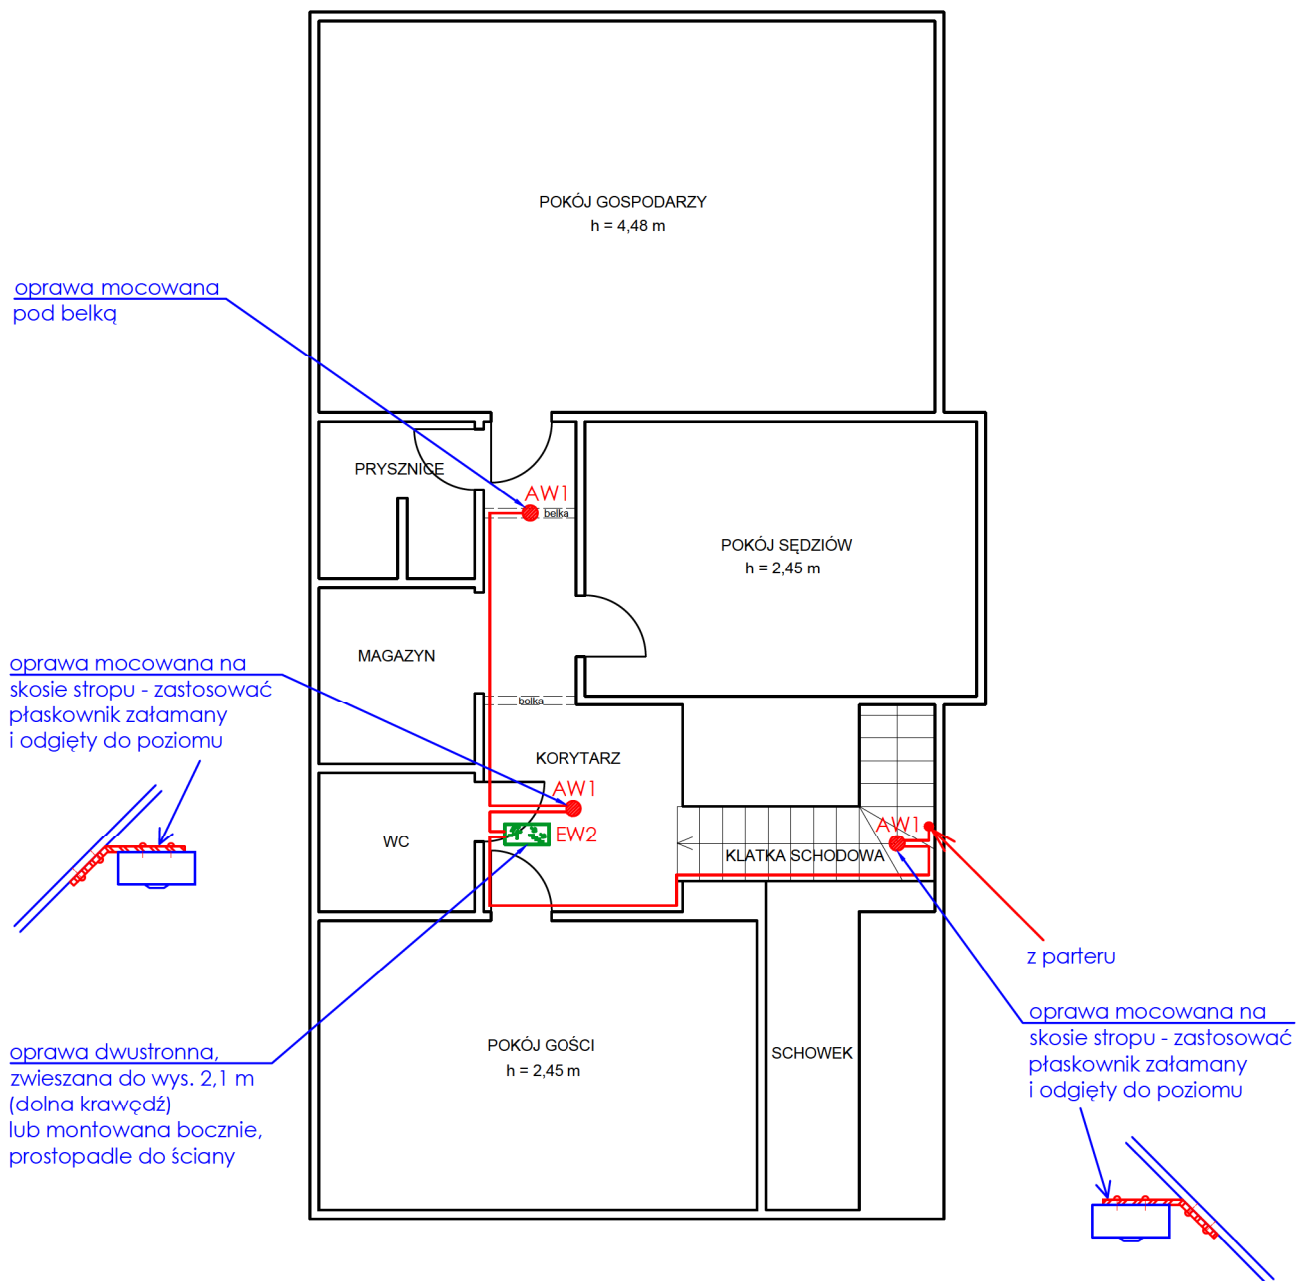 POKÓJ GOSPODARZY
h = 4,48 m
oprawa mocowana
pod belką
PRYSZNICE
AW1
belka
POKÓJ SĘDZIÓW
h = 2,45 m
MAGAZYN
oprawa mocowana na
skosie stropu - zastosować
płaskownik załamany
i odgięty do poziomu
belka
KORYTARZ
AW1
EW2
WC
AW1
KLATKA SCHODOWA
z parteru
oprawa mocowana na
skosie stropu - zastosować
płaskownik załamany
i odgięty do poziomu
oprawa dwustronna,
zwieszana do wys. 2,1 m
(dolna krawędź)
lub montowana bocznie,
prostopadle do ściany
POKÓJ GOŚCI
h = 2,45 m
SCHOWEK